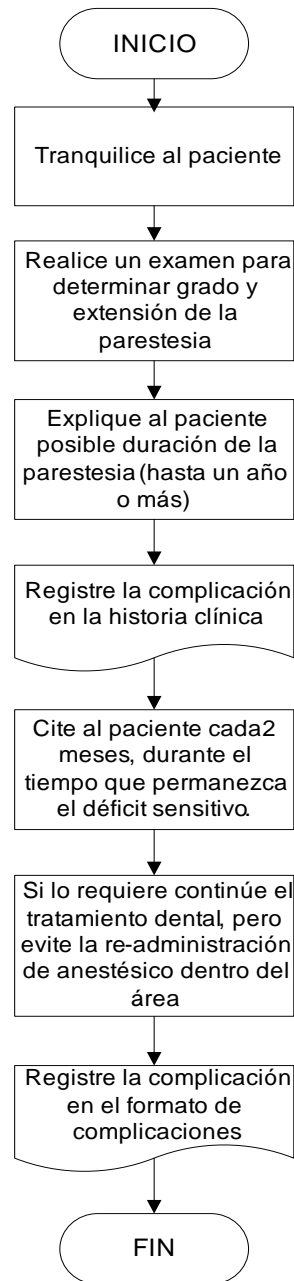 INICIO
Tranquilice al paciente
Realice un examen para
determinar grado y
extensión de la
parestesia
Explique al paciente
posible duración de la
parestesia (hasta un año
o más)
Registre la complicación
en la historia clínica
Cite al paciente cada2
meses, durante el
tiempo que permanezca
el déficit sensitivo.
Si lo requiere continúe el
tratamiento dental, pero
evite la re-administración
de anestésico dentro del
área
Registre la complicación
en el formato de
complicaciones
FIN